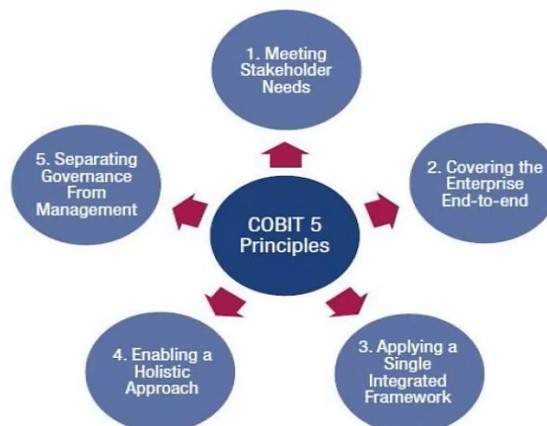 1. Meeting
Stakeholder
Needs
5. Separating
Governance
From
Management
2. Covering the
Enterprise
End-to-end
COBIT 5
Principles
4. Enabling a
Holistic
Approach
3. Applying a
Single
Integrated
Framework